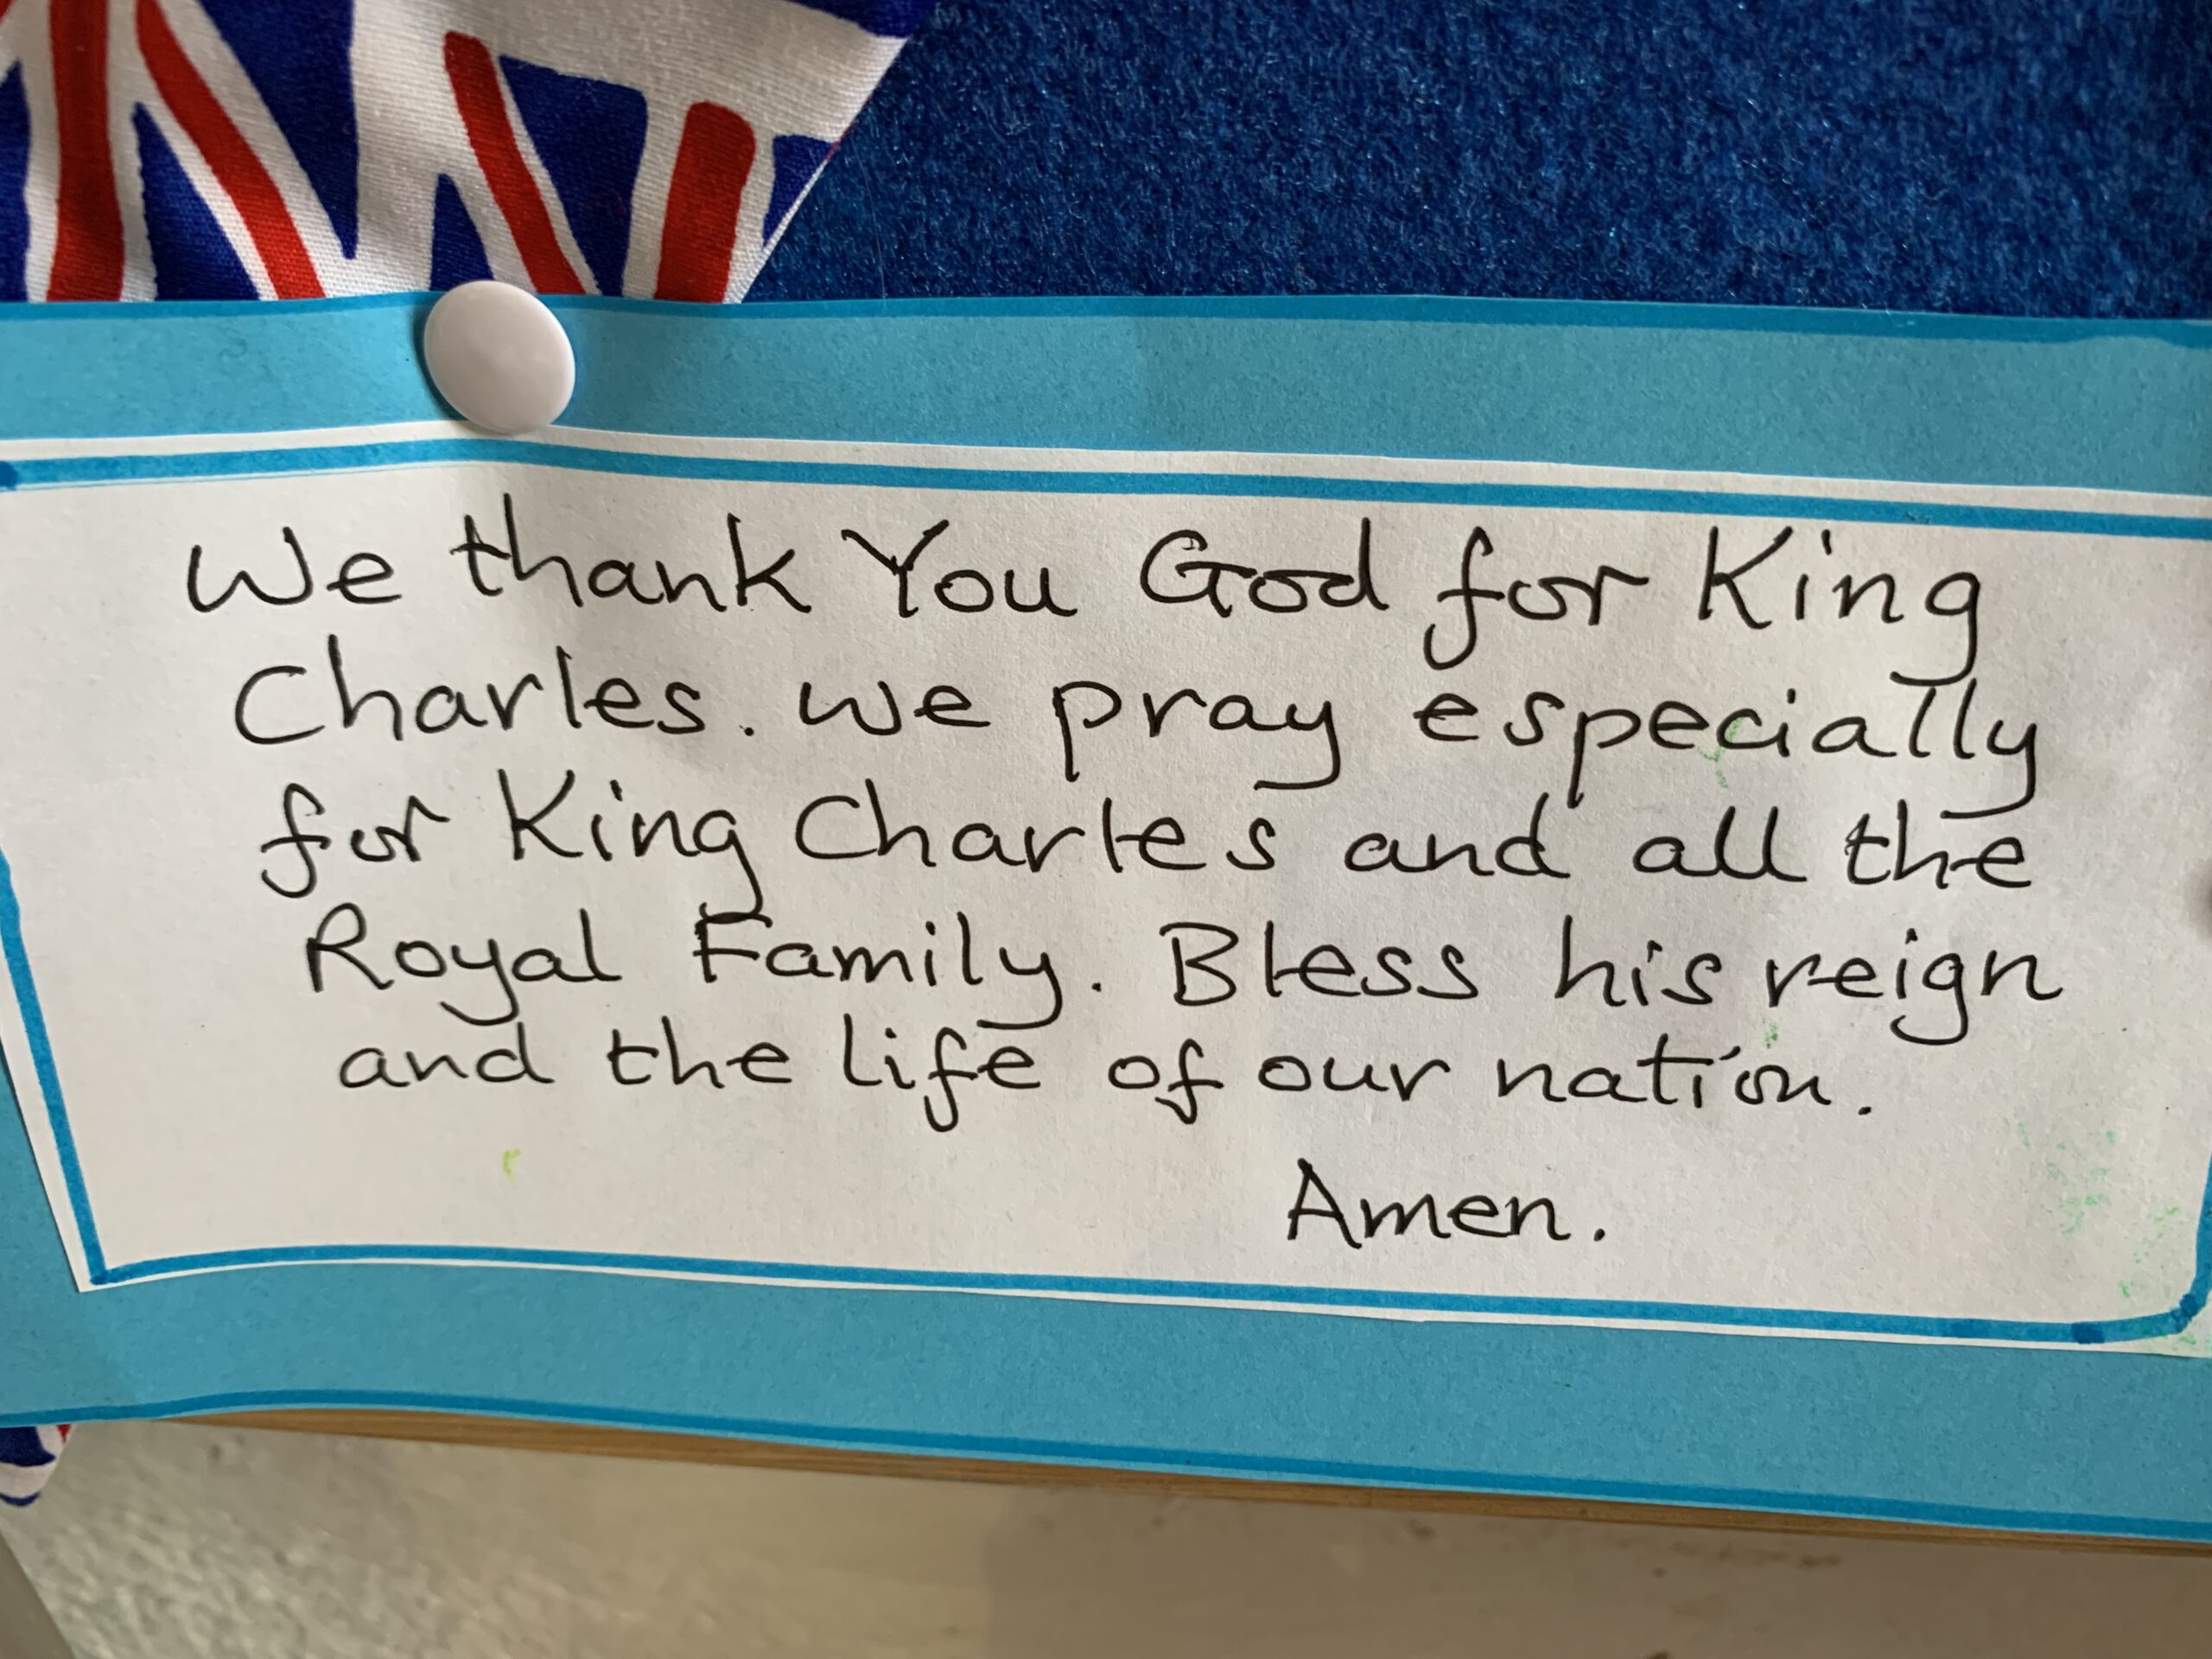 We thank You God for King
Charles. We pray especially
for King Charles and all the
Royal Family. Bless his reign
and the life of our nation.
Amen.